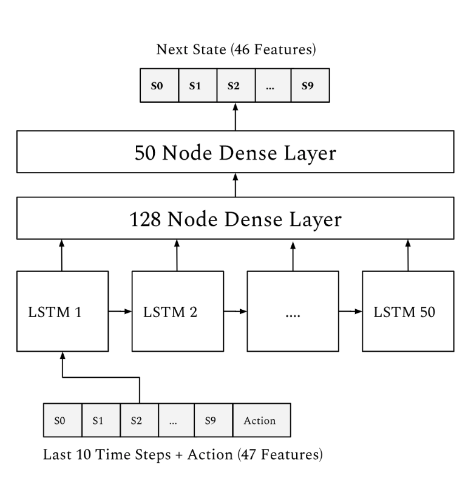 Next State (46 Features)
S0 S1 S2 ... S9
50 Node Dense Layer
128 Node Dense Layer
LSTM 1 LSTM 2 .... LSTM 50
S0 S1 S2 ... S9 Action
Last 10 Time Steps + Action (47 Features)